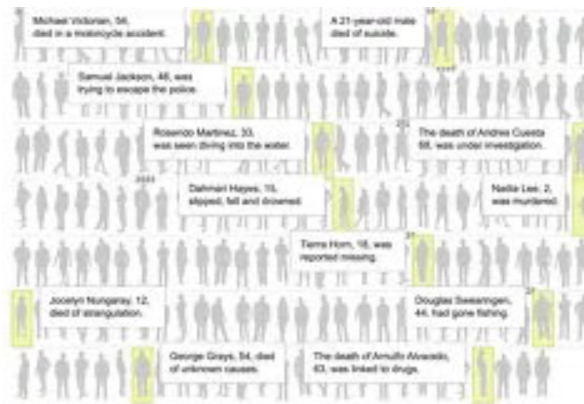 Michael Victorian, 54,
died in a motorcycle accident.
A 21-year-old male
died of suicide.
Samuel Jackson, 46, was
trying to escape the police.
Rosendo Martinez, 33,
was seen diving into the water.
The death of Andres Cuesta
68, was under investigation.
Dahmari Hayes, 15,
slipped, fell and drowned.
Nadia Lee, 2,
was murdered.
Tierra Horn, 18, was
reported missing.
Jocelyn Nungaray, 12,
died of strangulation.
Douglas Swearingen,
44, had gone fishing.
George Grays, 54, died
of unknown causes.
The death of Arnulfo Alvarado,
63, was linked to drugs.